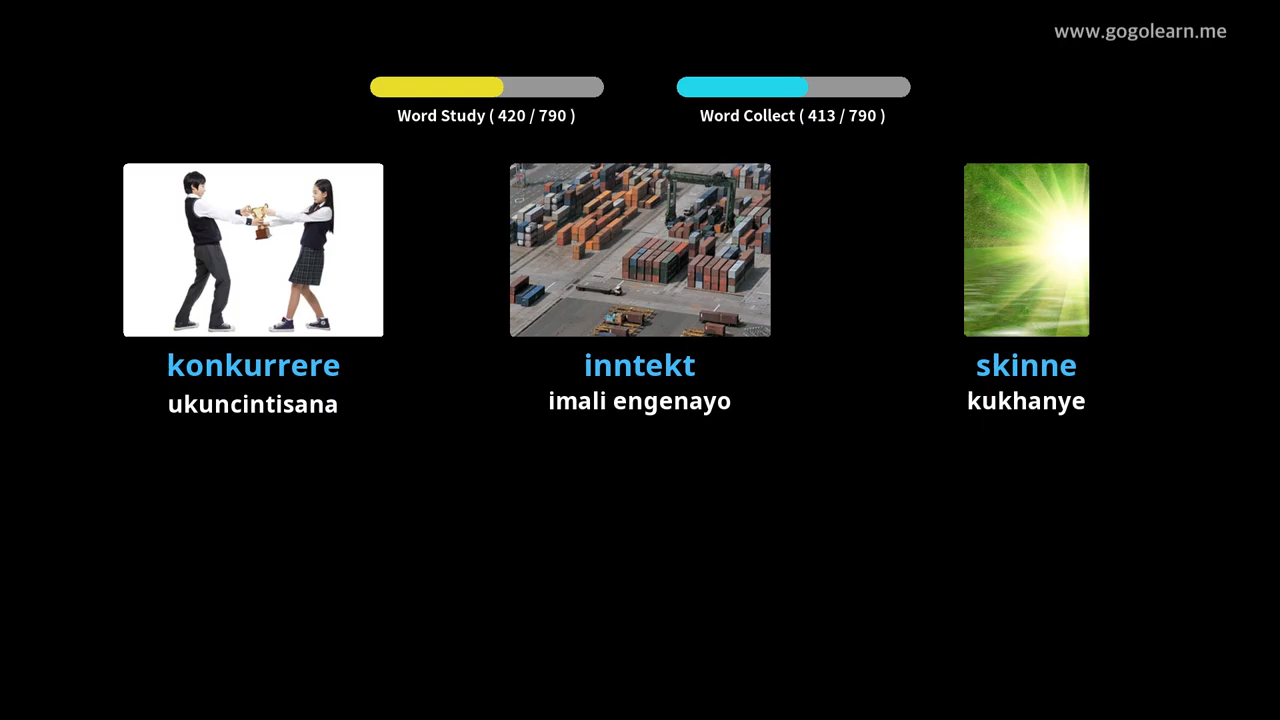 www.gogolearn.me
Word Study ( 420 / 790 )
Word Collect ( 413 / 790 )
konkurrere
ukuncintisana
inntekt
imali engenayo
skinne
kukhanye